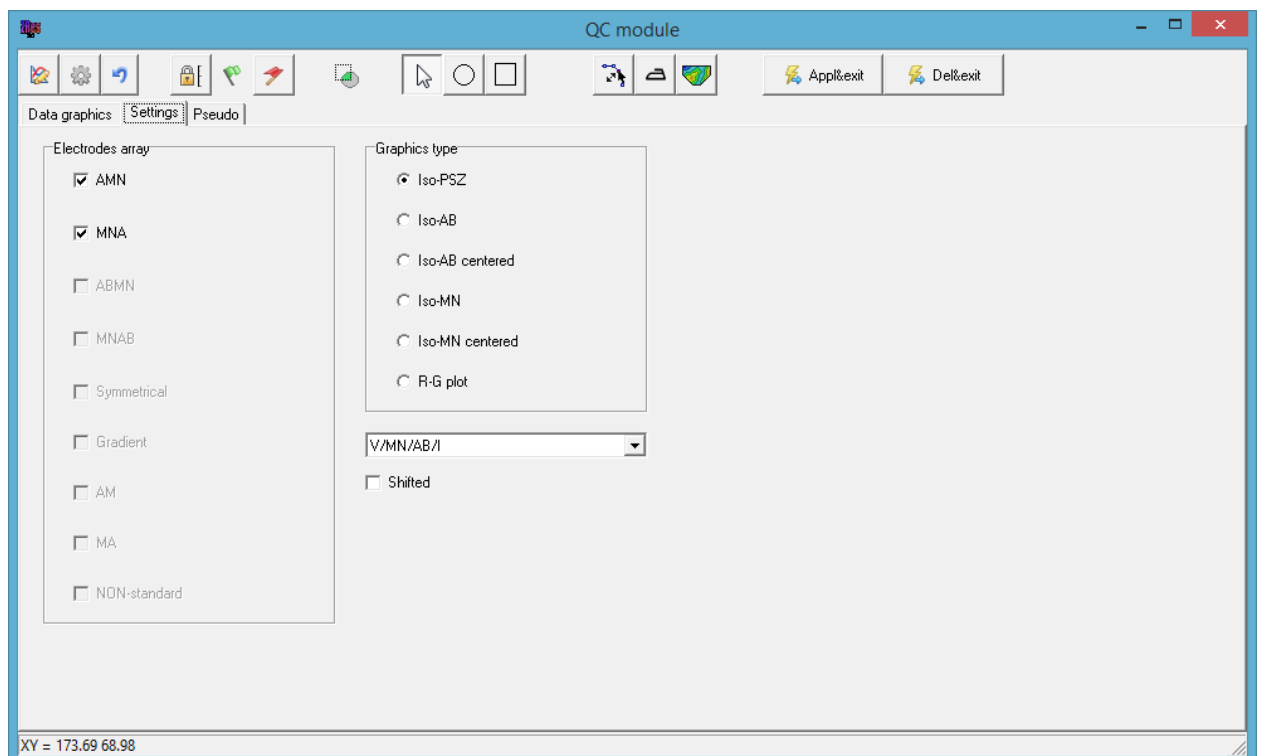 QC module
Appl&exit
Del&exit
Data graphics
Settings
Pseudo
Electrodes array
AMN
MNA
ABMN
MNAB
Symmetrical
Gradient
AM
MA
NON-standard
Graphics type
Iso-PSZ
Iso-AB
Iso-AB centered
Iso-MN
Iso-MN centered
R-G plot
V/MN/AB/I
Shifted
XY = 173.69 68.98